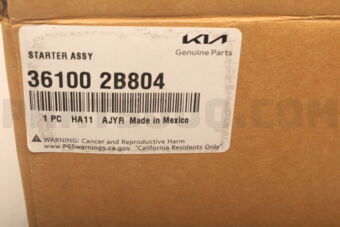 STARTER ASSY
KIA
Genuine Parts
36100 2B804
1 PC HA11 AJYR Made in Mexico
WARNING: Cancer and Reproductive Harm
www.P65warnings.ca.gov "California Residents Only"